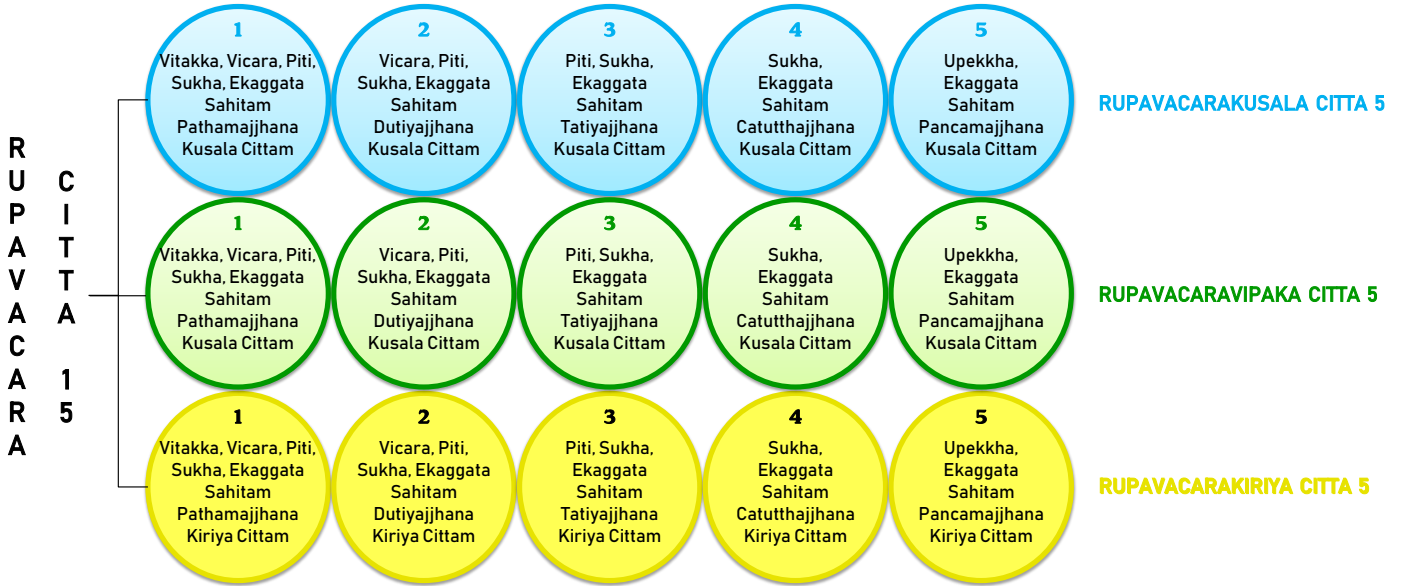 RUPAVACARA
CITTA 15
1
Vitakka, Vicara, Piti,
Sukha, Ekaggata
Sahitam
Pathamajjhana
Kusala Cittam
2
Vicara, Piti,
Sukha, Ekaggata
Sahitam
Dutiyajjhana
Kusala Cittam
3
Piti, Sukha,
Ekaggata
Sahitam
Tatiyajjhana
Kusala Cittam
4
Sukha,
Ekaggata
Sahitam
Catutthajjhana
Kusala Cittam
5
Upekkha,
Ekaggata
Sahitam
Pancamajjhana
Kusala Cittam
RUPAVACARAKUSALA CITTA 5
1
Vitakka, Vicara, Piti,
Sukha, Ekaggata
Sahitam
Pathamajjhana
Kusala Cittam
2
Vicara, Piti,
Sukha, Ekaggata
Sahitam
Dutiyajjhana
Kusala Cittam
3
Piti, Sukha,
Ekaggata
Sahitam
Tatiyajjhana
Kusala Cittam
4
Sukha,
Ekaggata
Sahitam
Catutthajjhana
Kusala Cittam
5
Upekkha,
Ekaggata
Sahitam
Pancamajjhana
Kusala Cittam
RUPAVACARAVIPAKA CITTA 5
1
Vitakka, Vicara, Piti,
Sukha, Ekaggata
Sahitam
Pathamajjhana
Kiriya Cittam
2
Vicara, Piti,
Sukha, Ekaggata
Sahitam
Dutiyajjhana
Kiriya Cittam
3
Piti, Sukha,
Ekaggata
Sahitam
Tatiyajjhana
Kiriya Cittam
4
Sukha,
Ekaggata
Sahitam
Catutthajjhana
Kiriya Cittam
5
Upekkha,
Ekaggata
Sahitam
Pancamajjhana
Kiriya Cittam
RUPAVACARAKIRIYA CITTA 5